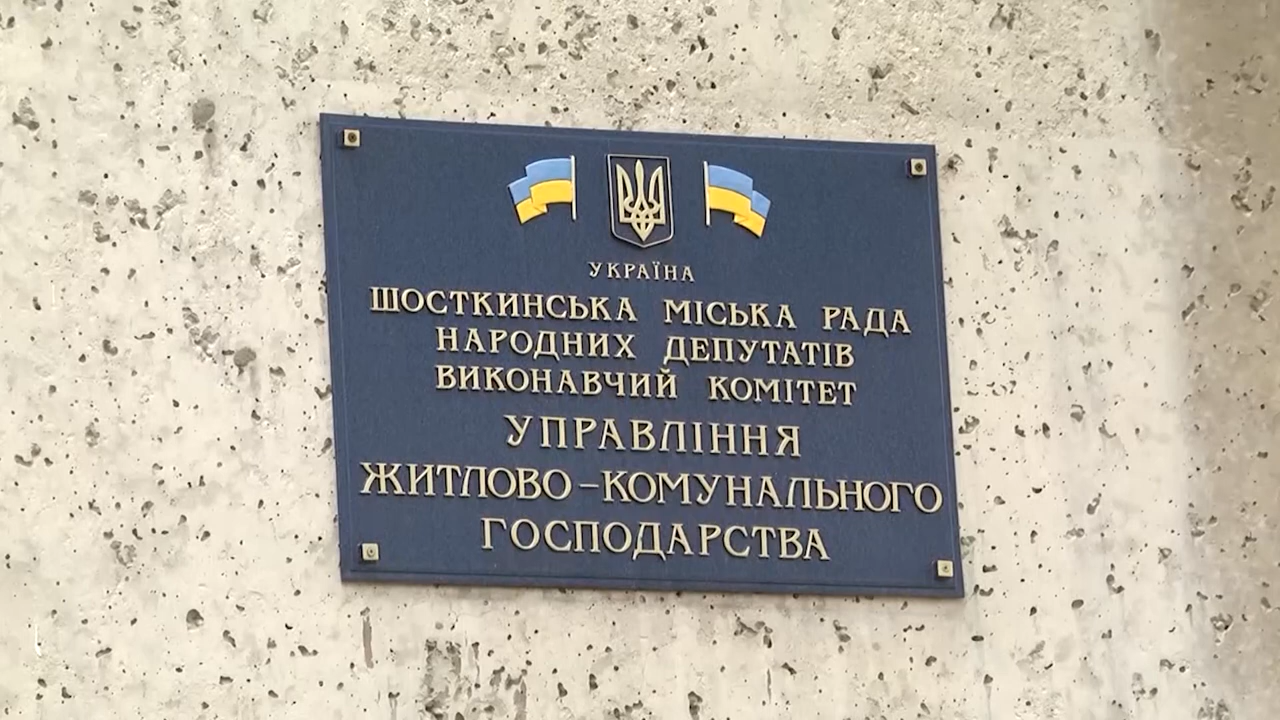 УКРАЇНА
ШОСТКИНСЬКА МІСЬКА РАДА
НАРОДНИХ ДЕПУТАТІВ
ВИКОНАВЧИЙ КОМІТЕТ
УПРАВЛІННЯ
ЖИТЛОВО-КОМУНАЛЬНОГО
ГОСПОДАРСТВА